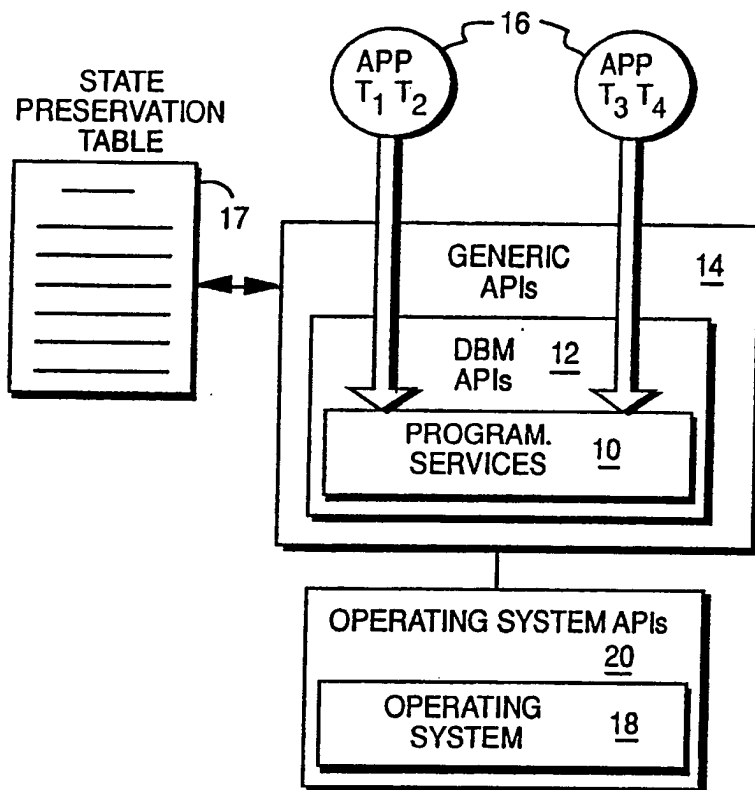 16
APP
T1 T2
APP
T3 T4
STATE
PRESERVATION
TABLE
17
GENERIC
APIs
14
DBM
APIs
12
PROGRAM.
SERVICES
10
OPERATING SYSTEM APIs
20
OPERATING
SYSTEM
18